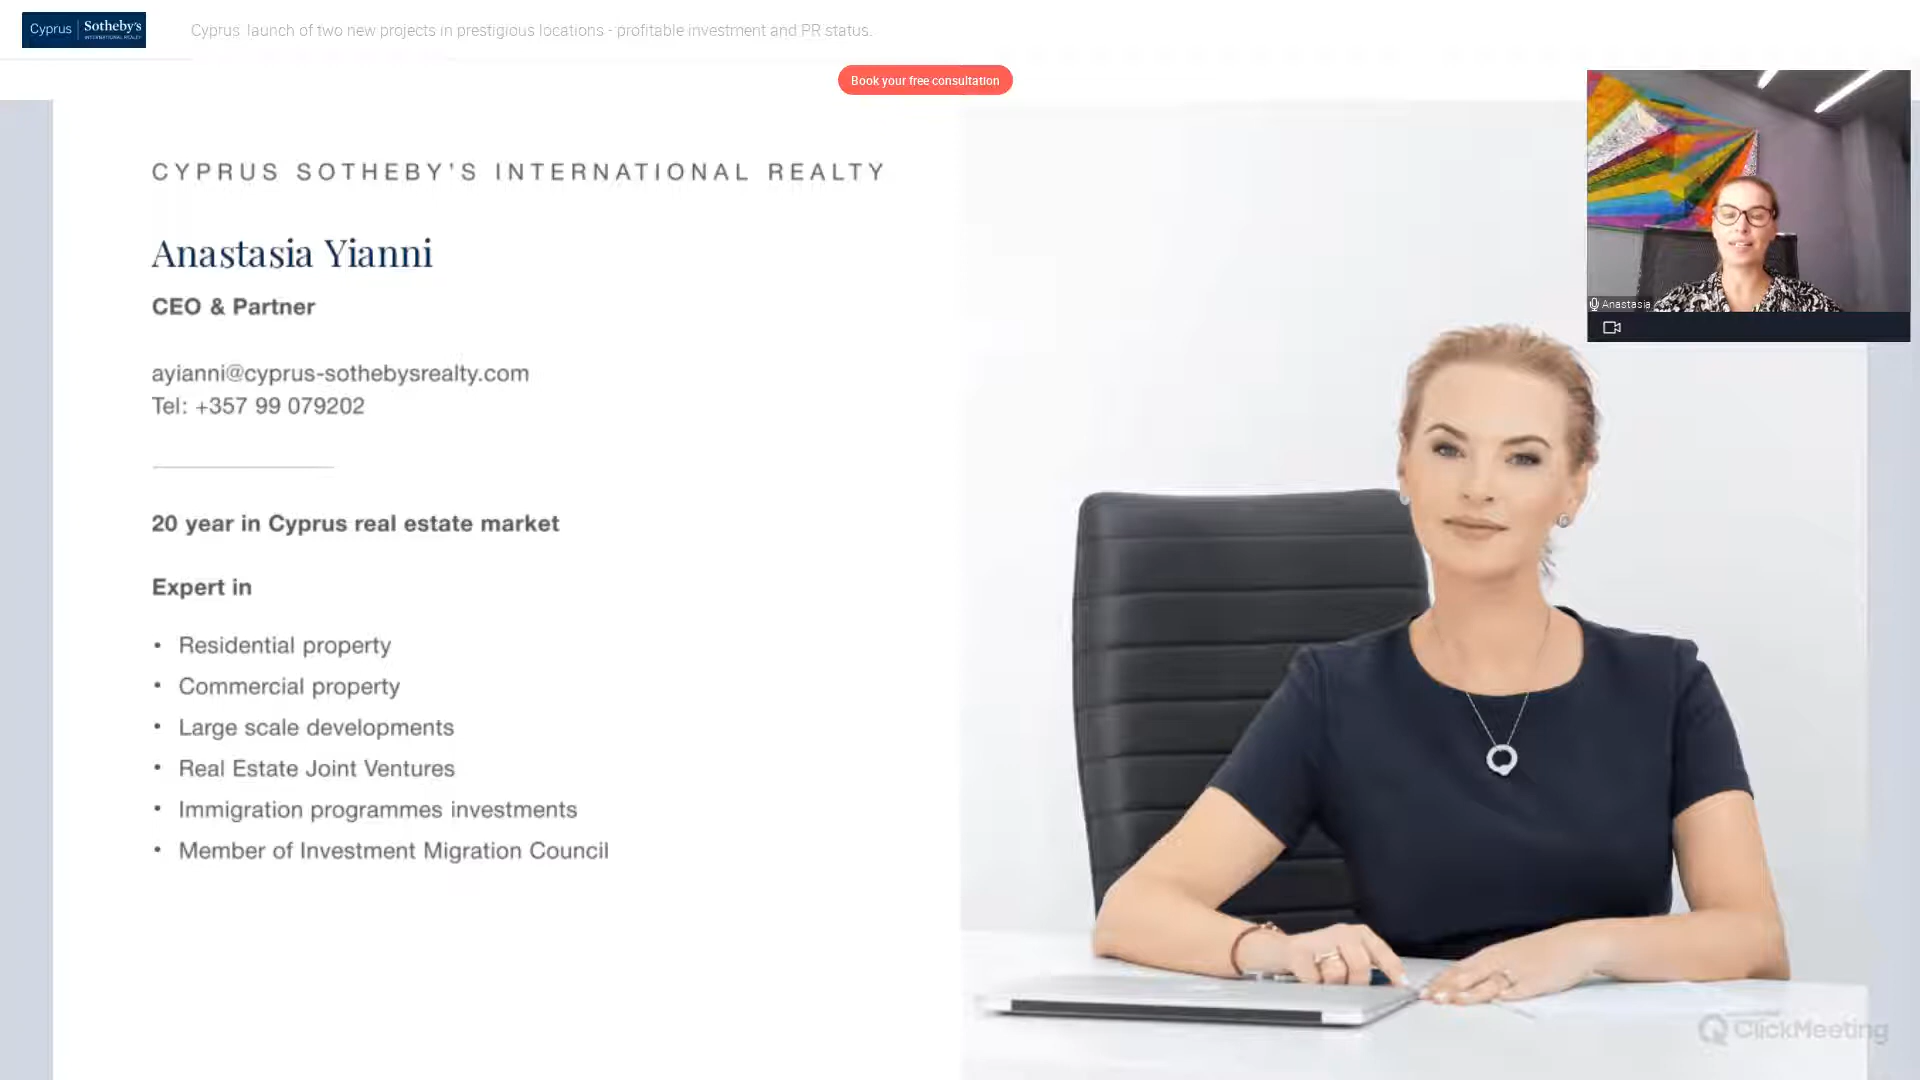 Cyprus | Sotheby's
INTERNATIONAL REALTY
Cyprus launch of two new projects in prestigious locations - profitable investment and PR status.
Book your free consultation
CYPRUS SOTHEBY'S INTERNATIONAL REALTY
Anastasia Yianni
CEO & Partner
ayianni@cyprus-sothebysrealty.com
Tel: +357 99 079202
20 year in Cyprus real estate market
Expert in
• Residential property
• Commercial property
• Large scale developments
• Real Estate Joint Ventures
• Immigration programmes investments
• Member of Investment Migration Council
Anastasia
ClickMeeting